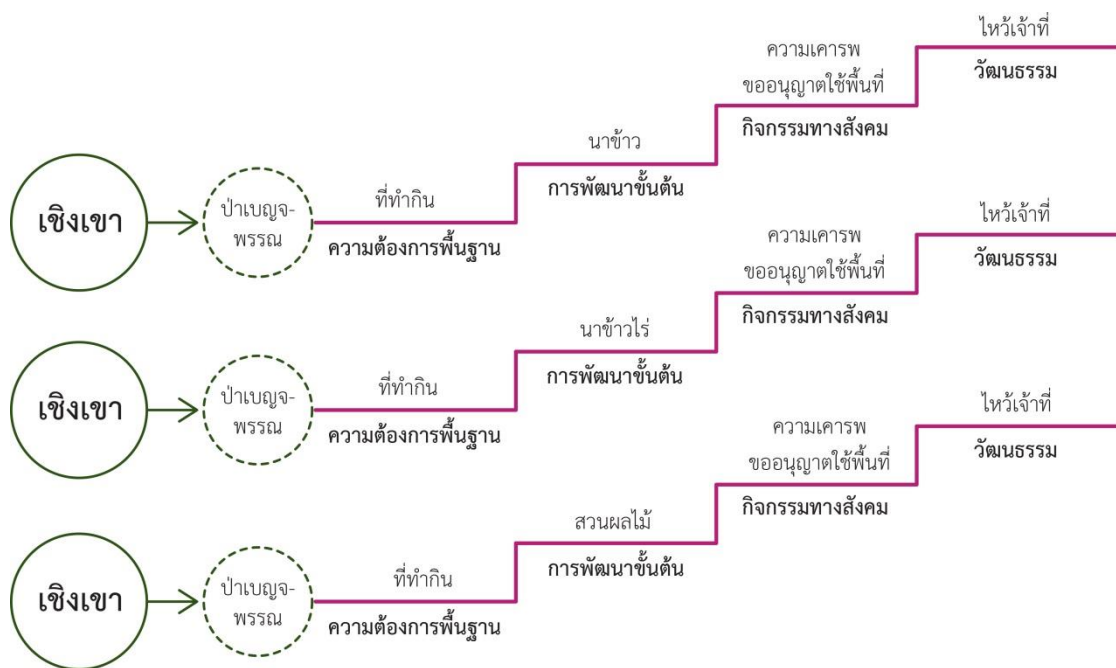 ไหว้เจ้าที่
วัฒนธรรม
ความเคารพ
ขออนุญาตใช้พื้นที่
กิจกรรมทางสังคม
นาข้าว
การพัฒนาขั้นต้น
ที่ทำกิน
ความต้องการพื้นฐาน
ป่าเบญจ-
พรรณ
เชิงเขา
ไหว้เจ้าที่
วัฒนธรรม
ความเคารพ
ขออนุญาตใช้พื้นที่
กิจกรรมทางสังคม
นาข้าวไร่
การพัฒนาขั้นต้น
ที่ทำกิน
ความต้องการพื้นฐาน
ป่าเบญจ-
พรรณ
เชิงเขา
ไหว้เจ้าที่
วัฒนธรรม
ความเคารพ
ขออนุญาตใช้พื้นที่
กิจกรรมทางสังคม
สวนผลไม้
การพัฒนาขั้นต้น
ที่ทำกิน
ความต้องการพื้นฐาน
ป่าเบญจ-
พรรณ
เชิงเขา